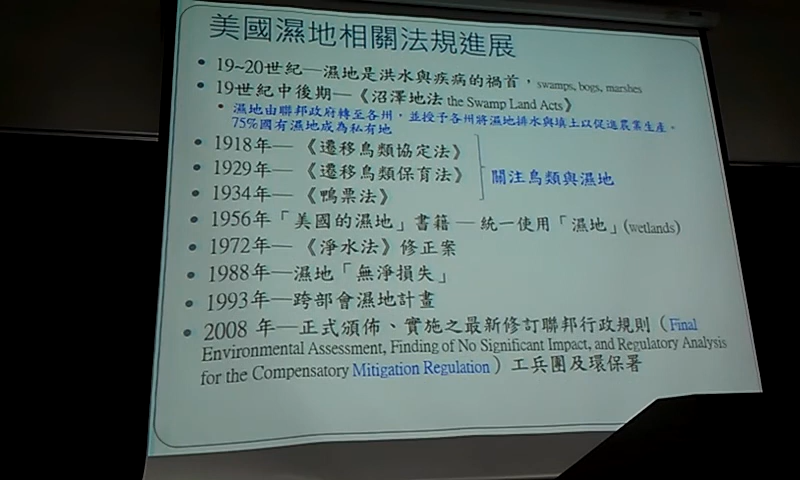 美國濕地相關法規進展
19~20世紀—濕地是洪水與疾病的禍首，swamps, bogs, marshes
19世紀中後期—《沼澤地法 the Swamp Land Acts》
濕地由聯邦政府轉至各州，並授予各州將濕地排水與填土以促進農業生產。
75%國有濕地成為私有地
1918年—《遷移鳥類協定法》
1929年—《遷移鳥類保育法》
1934年—《鴨票法》
關注鳥類與濕地
1956年「美國的濕地」書籍 — 統一使用「濕地」(wetlands)
1972年—《淨水法》修正案
1988年—濕地「無淨損失」
1993年—跨部會濕地計畫
2008 年—正式頒佈、實施之最新修訂聯邦行政規則（Final
Environmental Assessment, Finding of No Significant Impact, and Regulatory Analysis
for the Compensatory Mitigation Regulation）工兵團及環保署